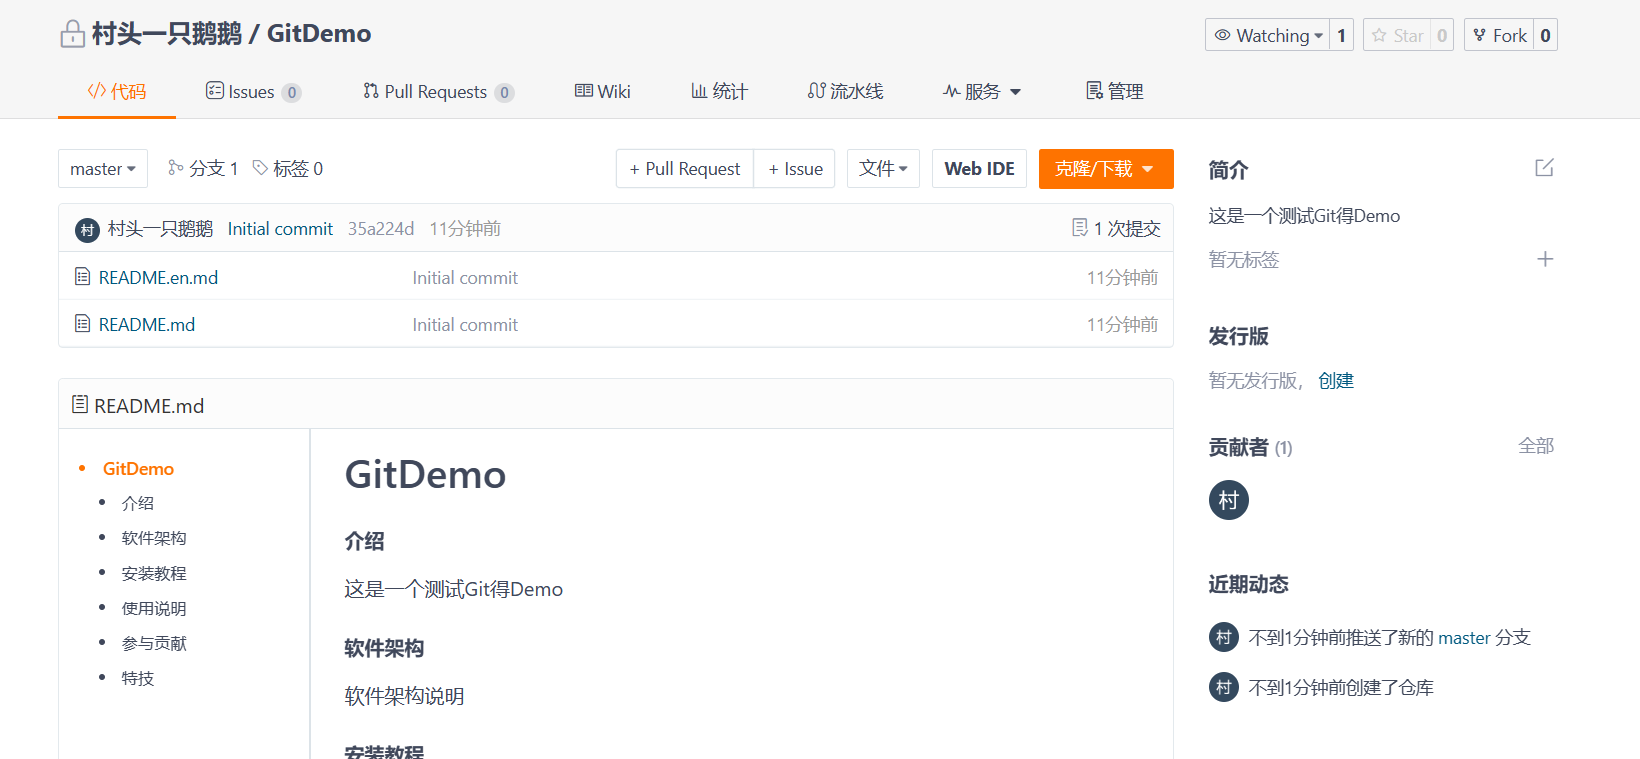 村头一只鹅鹅 / GitDemo
Watching 1 Star 0 Fork 0
代码 Issues 0 Pull Requests 0 Wiki 统计 流水线 服务 管理
master 分支 1 标签 0 + Pull Request + Issue 文件 Web IDE 克隆/下载
村 村头一只鹅鹅 Initial commit 35a224d 11分钟前 1 次提交
README.en.md Initial commit 11分钟前
README.md Initial commit 11分钟前
README.md
GitDemo
介绍
软件架构
安装教程
使用说明
参与贡献
特技
GitDemo
介绍
这是一个测试Git得Demo
软件架构
软件架构说明
安装教程
简介
这是一个测试Git得Demo
暂无标签
发行版
暂无发行版， 创建
贡献者 (1) 全部
村
近期动态
村 不到1分钟前推送了新的 master 分支
村 不到1分钟前创建了仓库